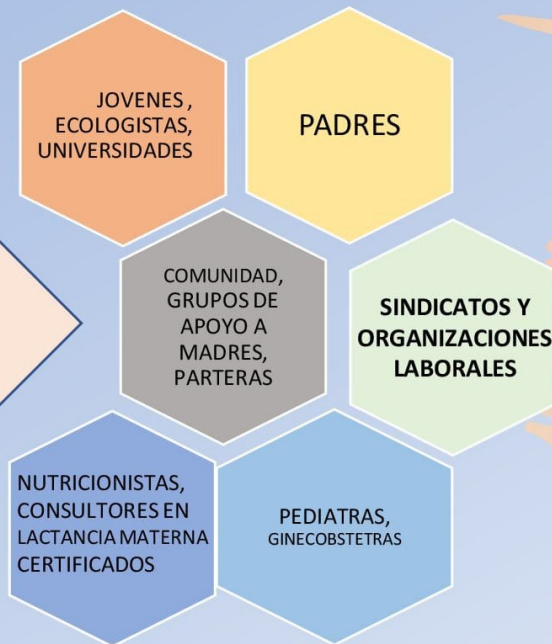 JOVENES ,
ECOLOGISTAS,
UNIVERSIDADES
PADRES
COMUNIDAD,
GRUPOS DE
APOYO A
MADRES,
PARTERAS
SINDICATOS Y
ORGANIZACIONES
LABORALES
NUTRICIONISTAS,
CONSULTORES EN
LACTANCIA MATERNA
CERTIFICADOS
PEDIATRAS,
GINECOBSTETRAS